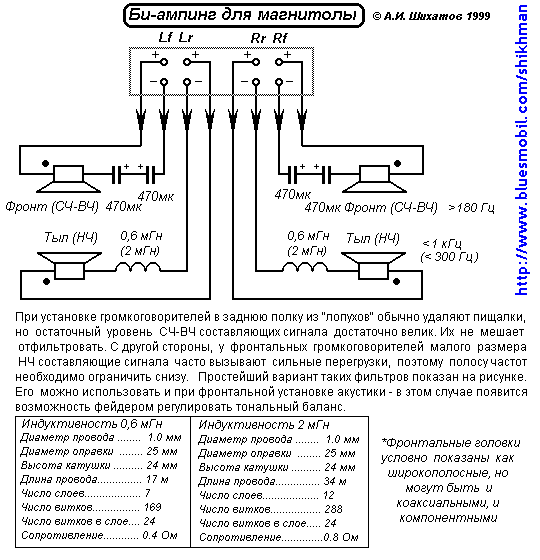 Би-ампинг для магнитолы
© А.И. Шихатов 1999
http://www.bluesmobil.com/shikhman
Lf Lr Rr Rf
+ + + +
− − − −
+ + + +
470мк 470мк
Фронт (СЧ-ВЧ) 470мк 470мк Фронт (СЧ-ВЧ) >180 Гц
Тыл (НЧ) 0,6 мГн 0,6 мГн Тыл (НЧ) <1 кГц
(2 мГн) (2 мГн) (< 300 Гц)
При установке громкоговорителей в заднюю полку из "лопухов" обычно удаляют пищалки,
но остаточный уровень СЧ-ВЧ составляющих сигнала достаточно велик. Их не мешает
отфильтровать. С другой стороны, у фронтальных громкоговорителей малого размера
НЧ составляющие сигнала часто вызывают сильные перегрузки, поэтому полосу частот
необходимо ограничить снизу. Простейший вариант таких фильтров показан на рисунке.
Его можно использовать и при фронтальной установке акустики - в этом случае появится
возможность фейдером регулировать тональный баланс.
Индуктивность 0,6 мГн
Диаметр провода ........ 1.0 мм
Диаметр оправки ........ 25 мм
Высота катушки .......... 24 мм
Длина провода............. 17 м
Число слоев.................. 7
Число витков................ 169
Число витков в слое.... 24
Сопротивление............ 0.4 Ом
Индуктивность 2 мГн
Диаметр провода ........ 1.0 мм
Диаметр оправки ....... 25 мм
Высота катушки .......... 24 мм
Длина провода............... 34 м
Число слоев.................. 12
Число витков................ 288
Число витков в слое..... 24
Сопротивление.............0.8 Ом
*Фронтальные головки
условно показаны как
широкополосные, но
могут быть и
коаксиальными, и
компонентными